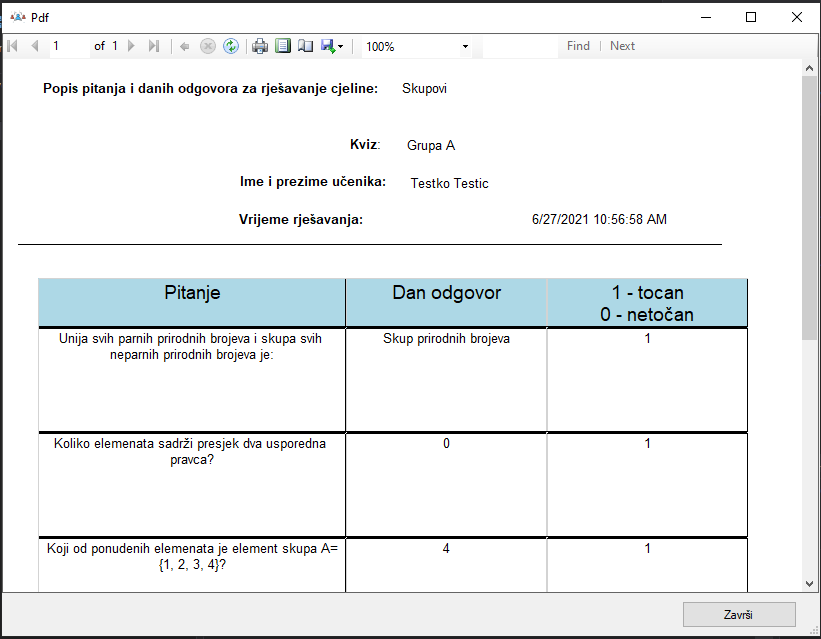 Pdf
1 of 1 100% Find Next
Popis pitanja i danih odgovora za rješavanje cjeline: Skupovi
Kviz: Grupa A
Ime i prezime učenika: Testko Testic
Vrijeme rješavanja: 6/27/2021 10:56:58 AM
Pitanje Dan odgovor 1 - tocan
0 - netočan
Unija svih parnih prirodnih brojeva i skupa svih Skup prirodnih brojeva 1
neparnih prirodnih brojeva je:
Koliko elemenata sadrži presjek dva usporedna 0 1
pravca?
Koji od ponudenih elemenata je element skupa A= 4 1
{1, 2, 3, 4}?
Završi